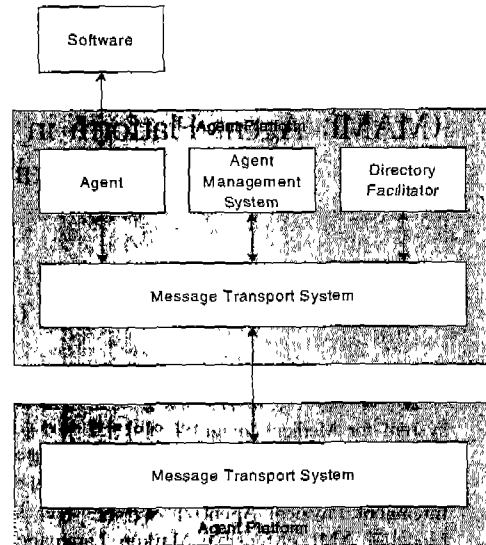 Software
Agent Platform
Agent
Agent
Management
System
Directory
Facilitator
Message Transport System
Message Transport System
Agent Platform